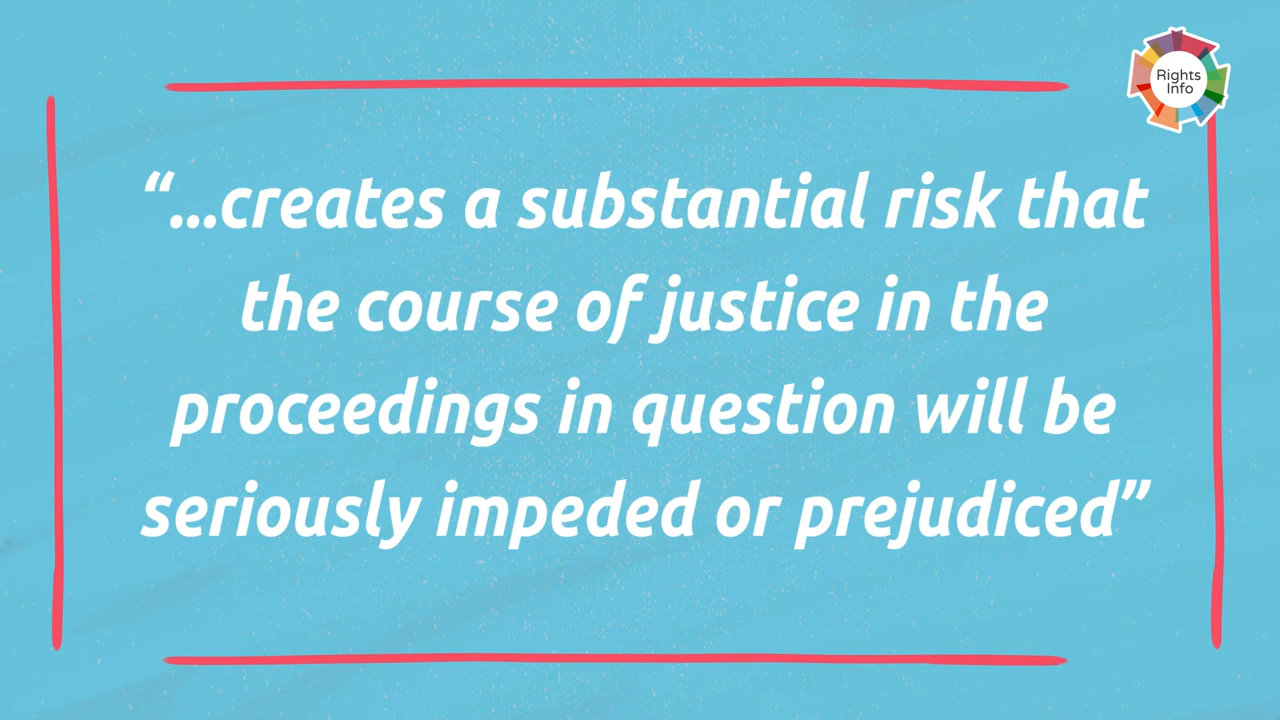 Rights
Info
“...creates a substantial risk that
the course of justice in the
proceedings in question will be
seriously impeded or prejudiced”